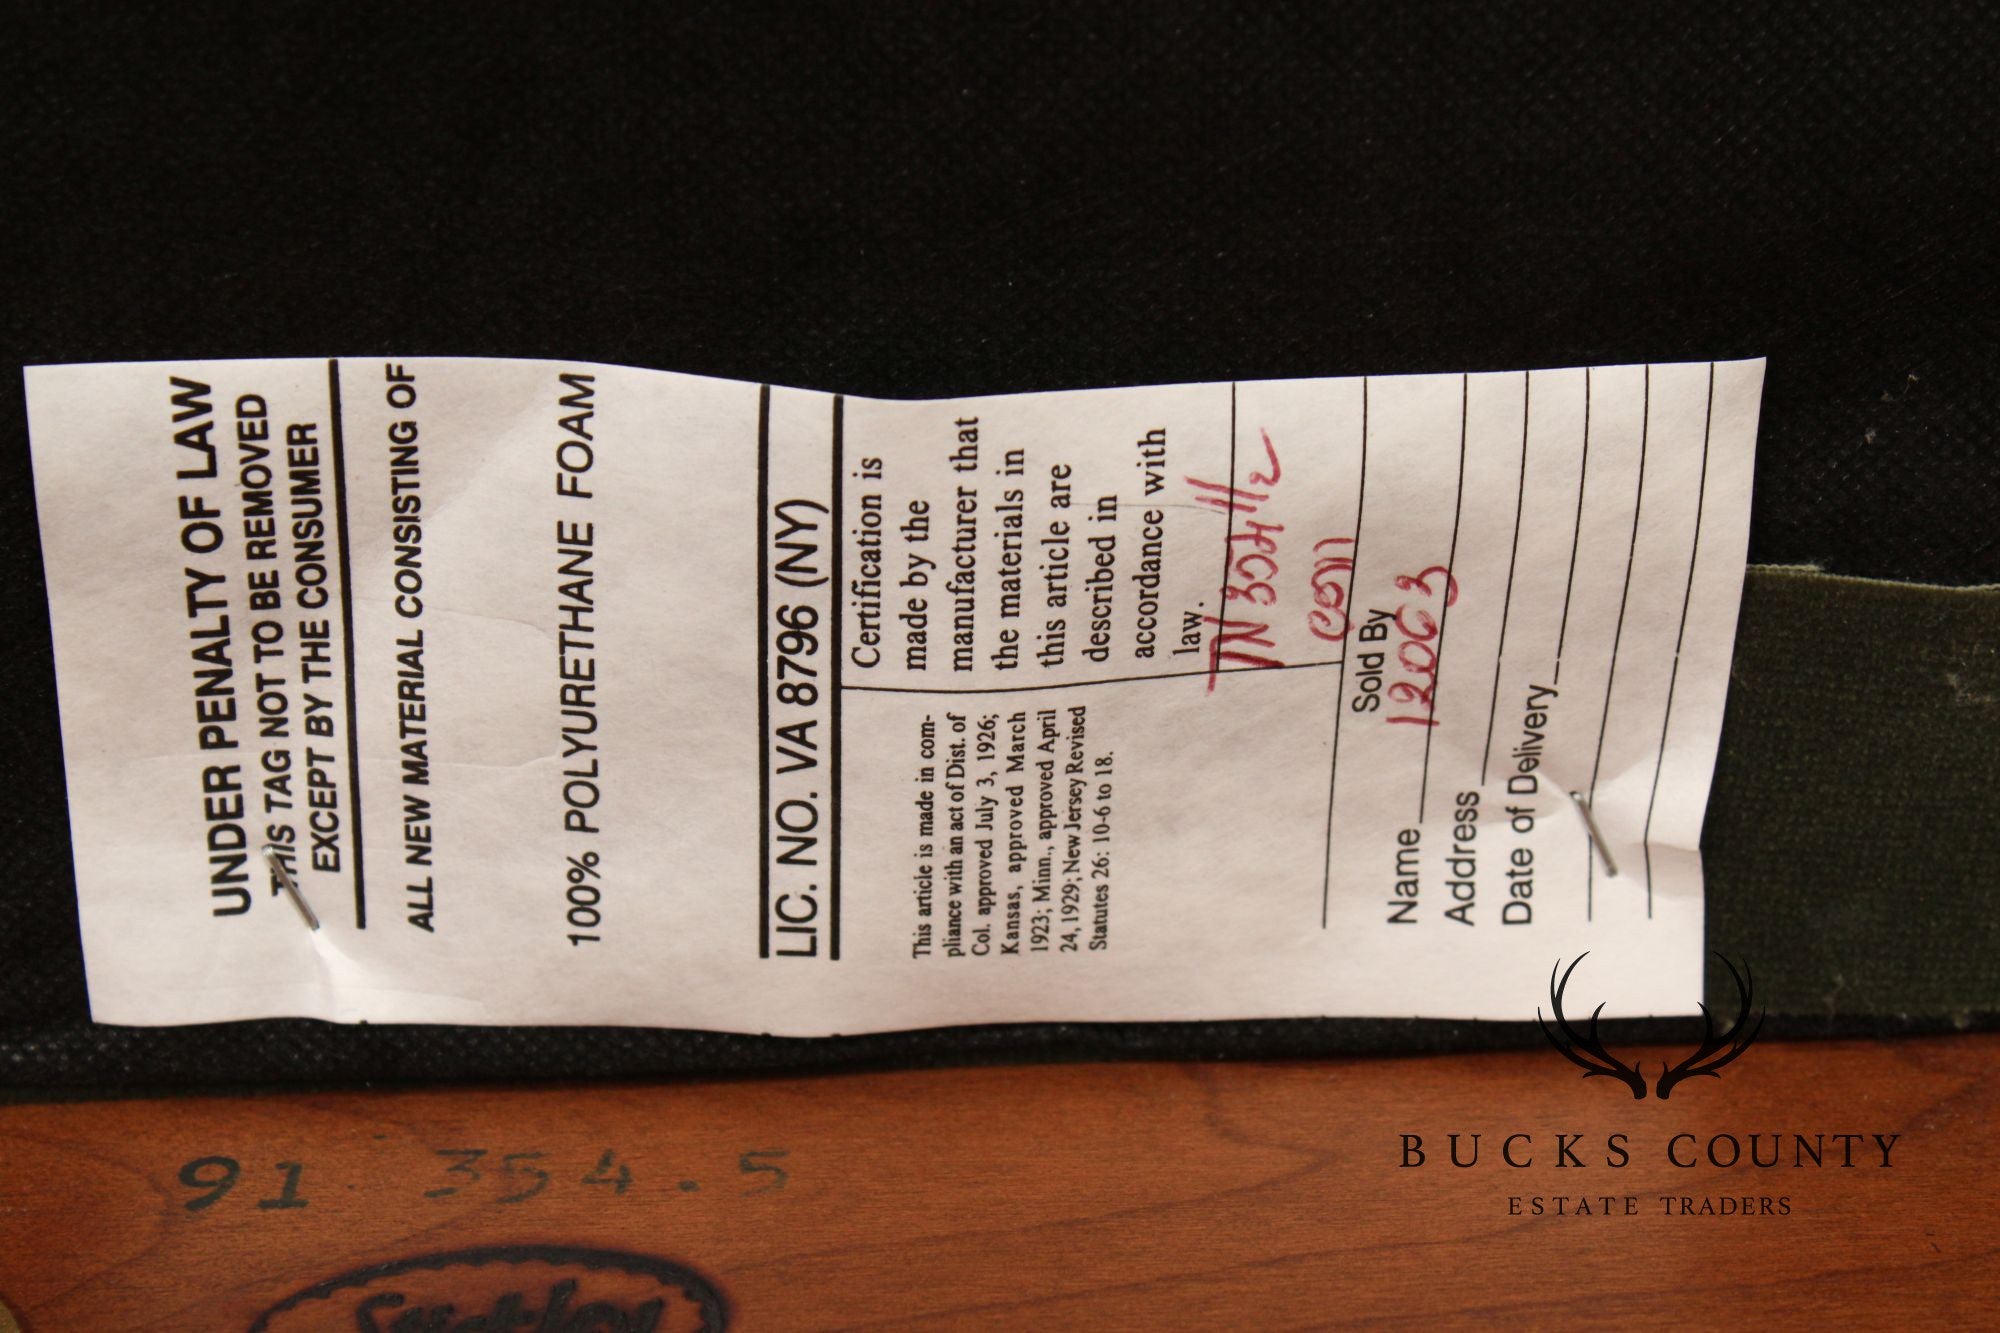 UNDER PENALTY OF LAW
THIS TAG NOT TO BE REMOVED
EXCEPT BY THE CONSUMER
ALL NEW MATERIAL CONSISTING OF
100% POLYURETHANE FOAM
LIC. NO. VA 8796 (NY)
This article is made in com-
pliance with an act of Dist. of
Col. approved July 3, 1926;
Kansas, approved March
1923; Minn., approved April
24, 1929; New Jersey Revised
Statutes 26: 10-6 to 18.
Certification is
made by the
manufacturer that
the materials in
this article are
described in
accordance with
law.
Sold By
12063
Name
Address
Date of Delivery
91 354.5
Stickley
BUCKS COUNTY
ESTATE TRADERS